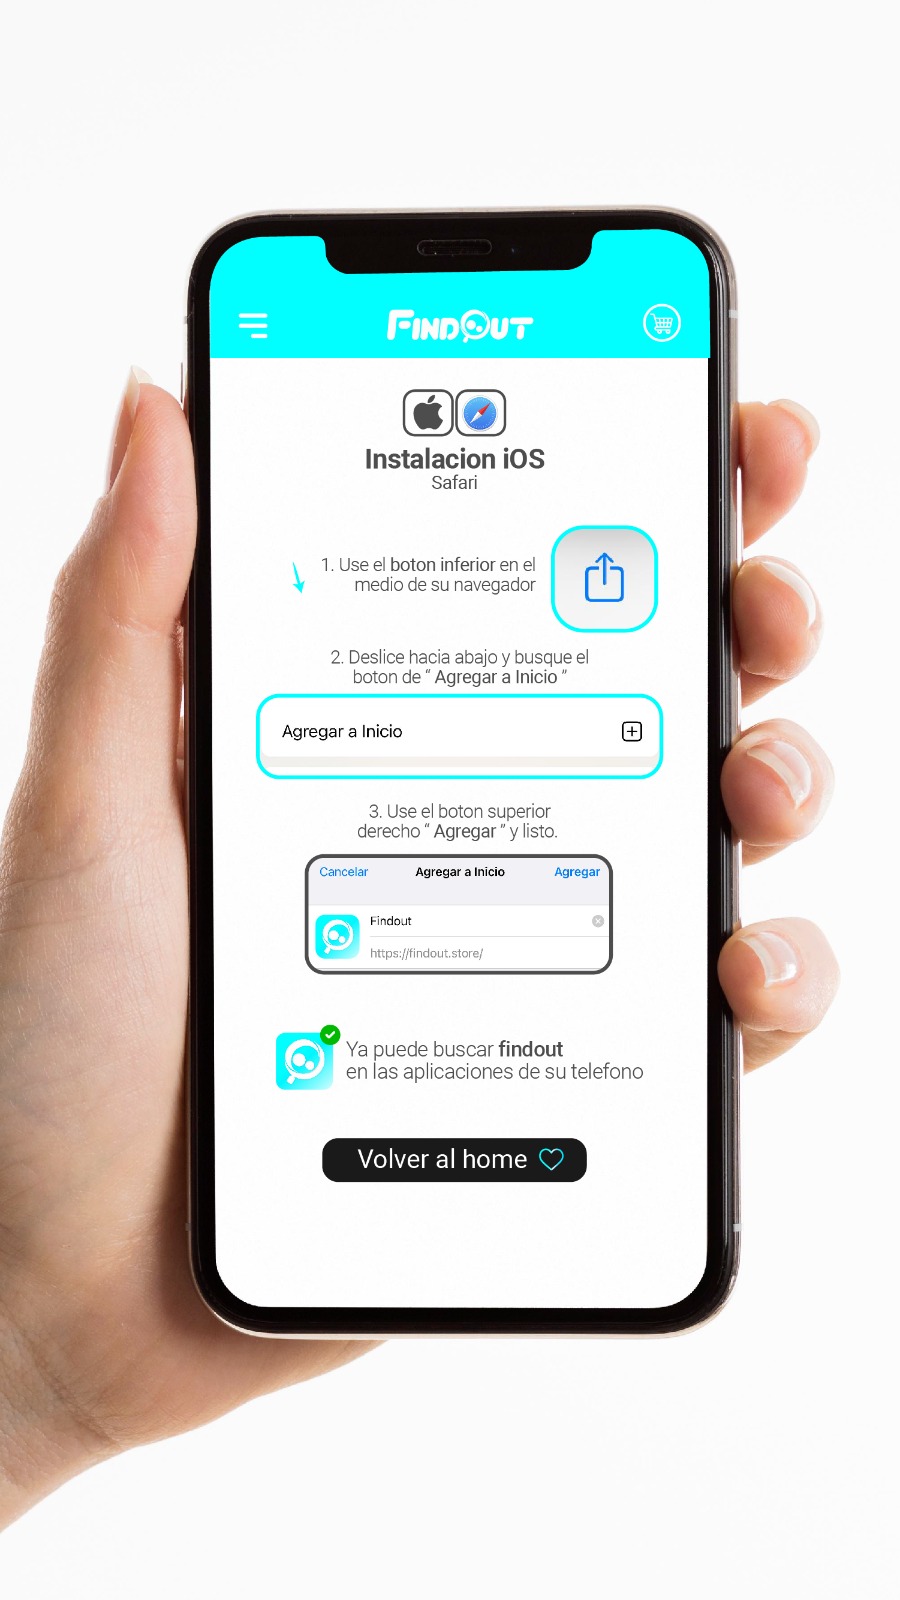 FINDOUT
Instalacion iOS
Safari
1. Use el boton inferior en el
medio de su navegador
2. Deslice hacia abajo y busque el
boton de “ Agregar a Inicio ”
Agregar a Inicio
3. Use el boton superior
derecho “ Agregar ” y listo.
Cancelar Agregar a Inicio Agregar
Findout
https://findout.store/
Ya puede buscar findout
en las aplicaciones de su telefono
Volver al home